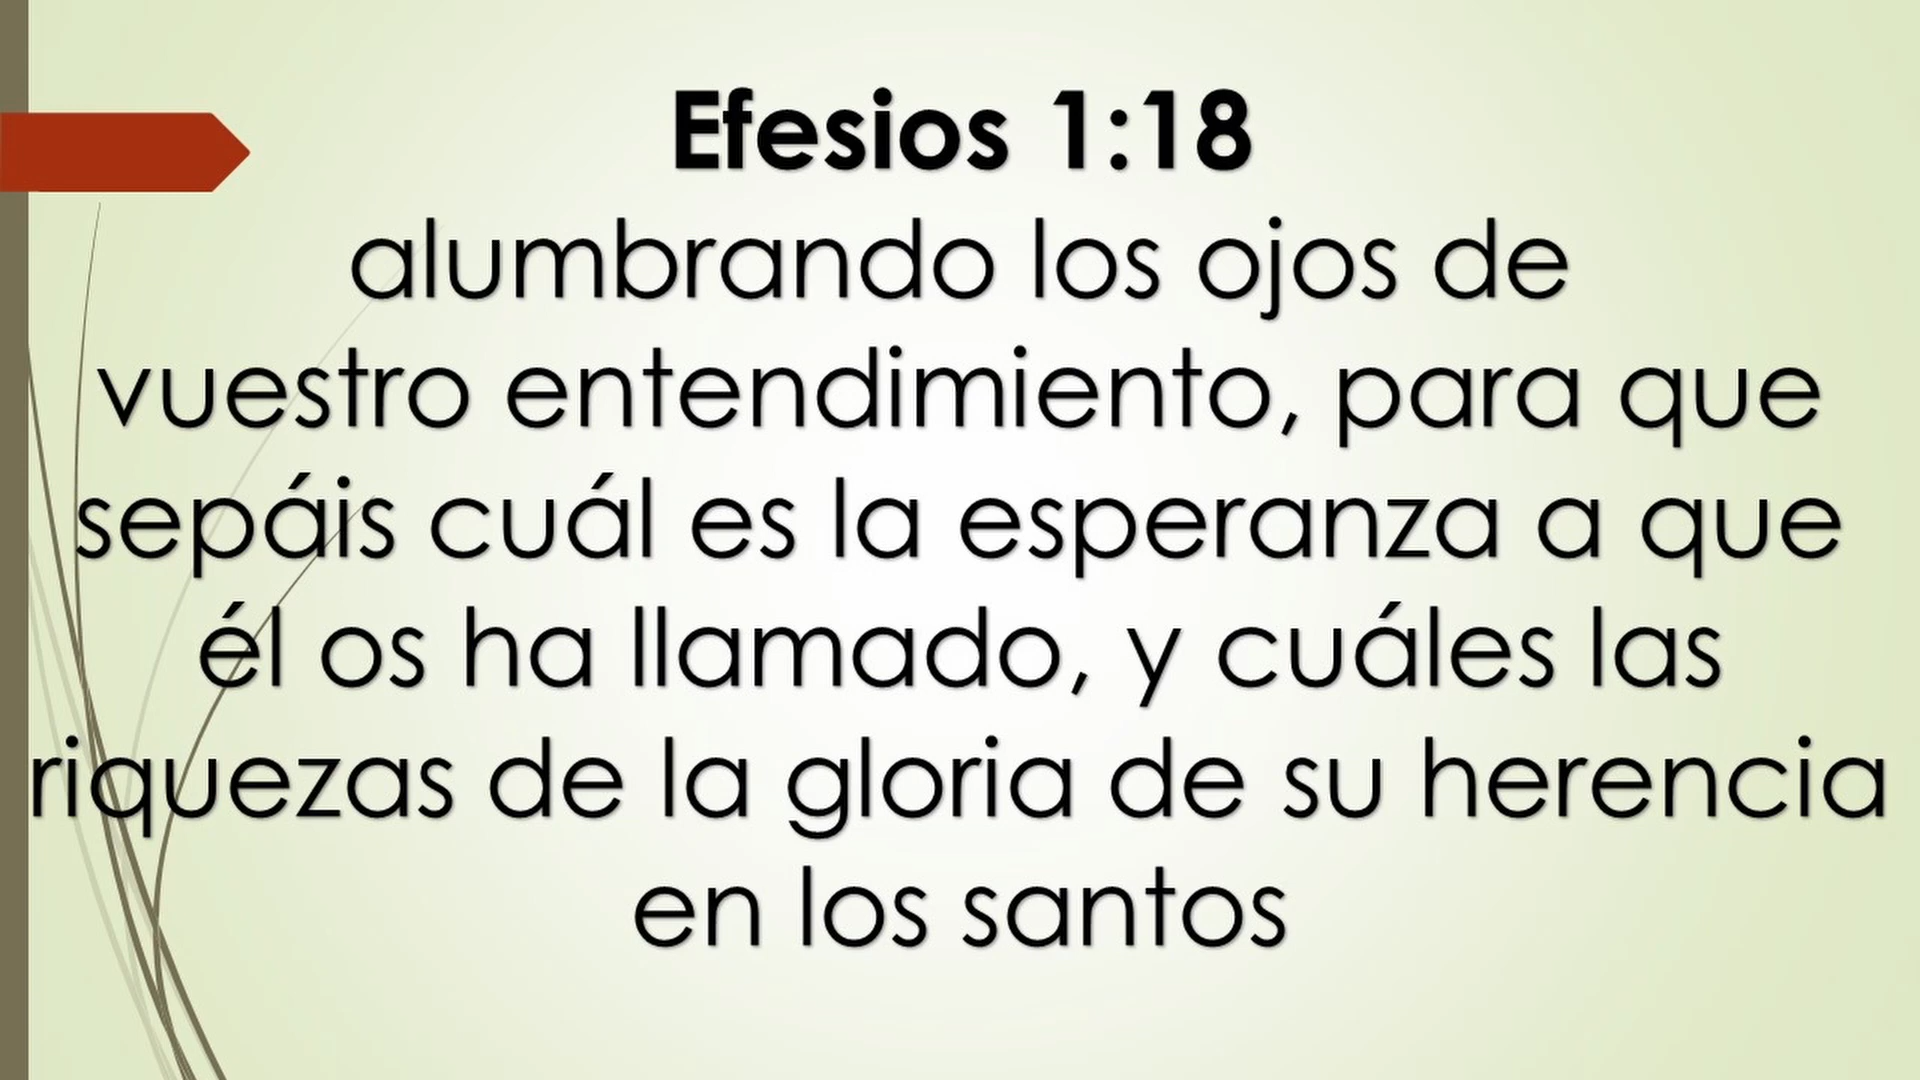 Efesios 1:18
alumbrando los ojos de
vuestro entendimiento, para que
sepáis cuál es la esperanza a que
él os ha llamado, y cuáles las
riquezas de la gloria de su herencia
en los santos